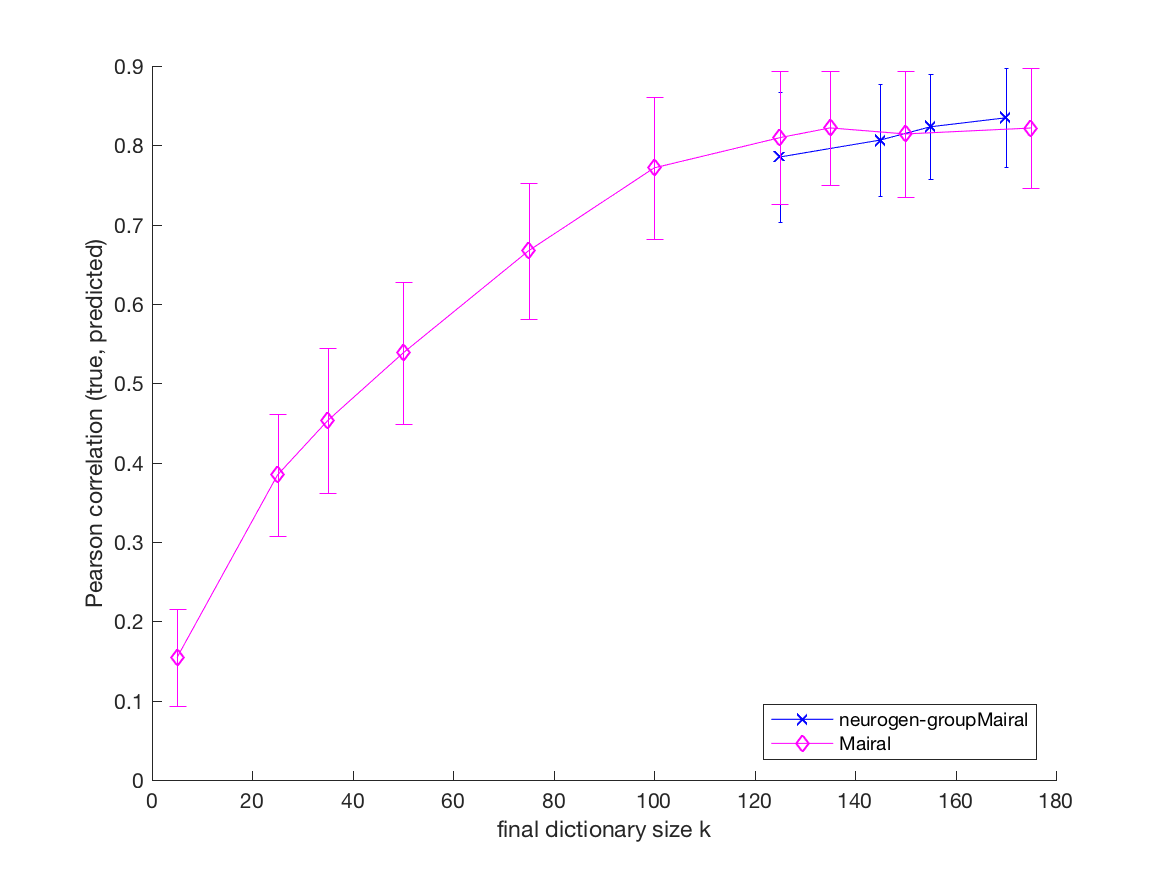 0.9
0.8
0.7
0.6
0.5
0.4
0.3
0.2
0.1
0
Pearson correlation (true, predicted)
0 20 40 60 80 100 120 140 160 180
final dictionary size k
neurogen-groupMairal
Mairal